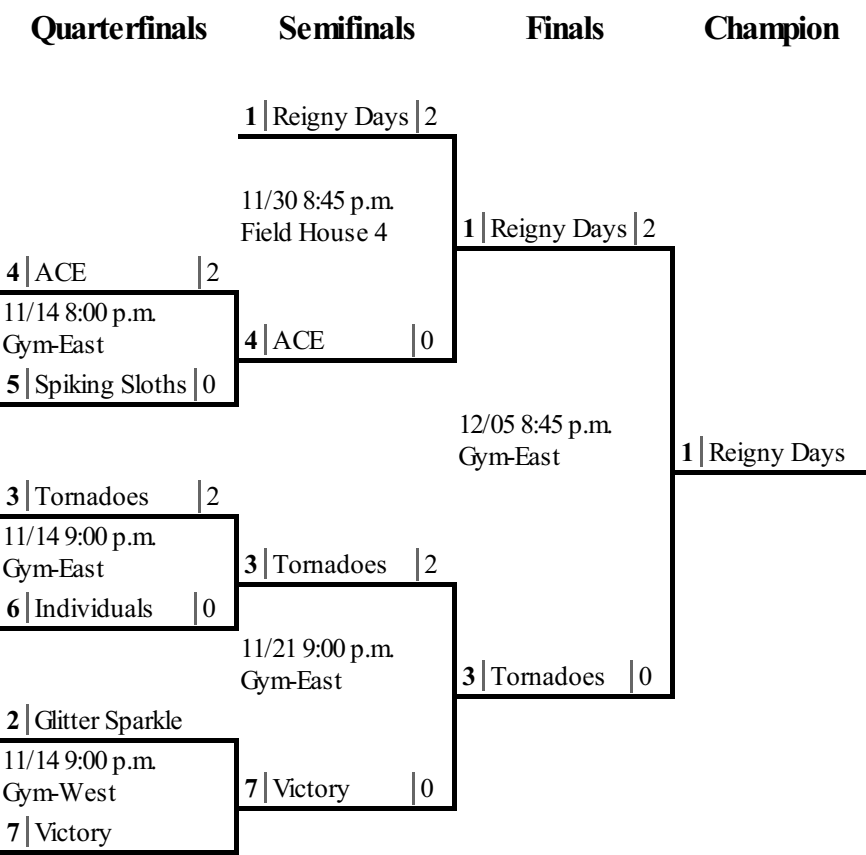 Quarterfinals Semifinals Finals Champion
1 Reigny Days 2
11/30 8:45 p.m.
Field House 4
1 Reigny Days 2
4 ACE 2
11/14 8:00 p.m.
Gym-East
4 ACE 0
5 Spiking Sloths 0
12/05 8:45 p.m.
Gym-East
1 Reigny Days
3 Tornadoes 2
11/14 9:00 p.m.
Gym-East
3 Tornadoes 2
6 Individuals 0
11/21 9:00 p.m.
Gym-East
3 Tornadoes 0
2 Glitter Sparkle
11/14 9:00 p.m.
Gym-West
7 Victory 0
7 Victory